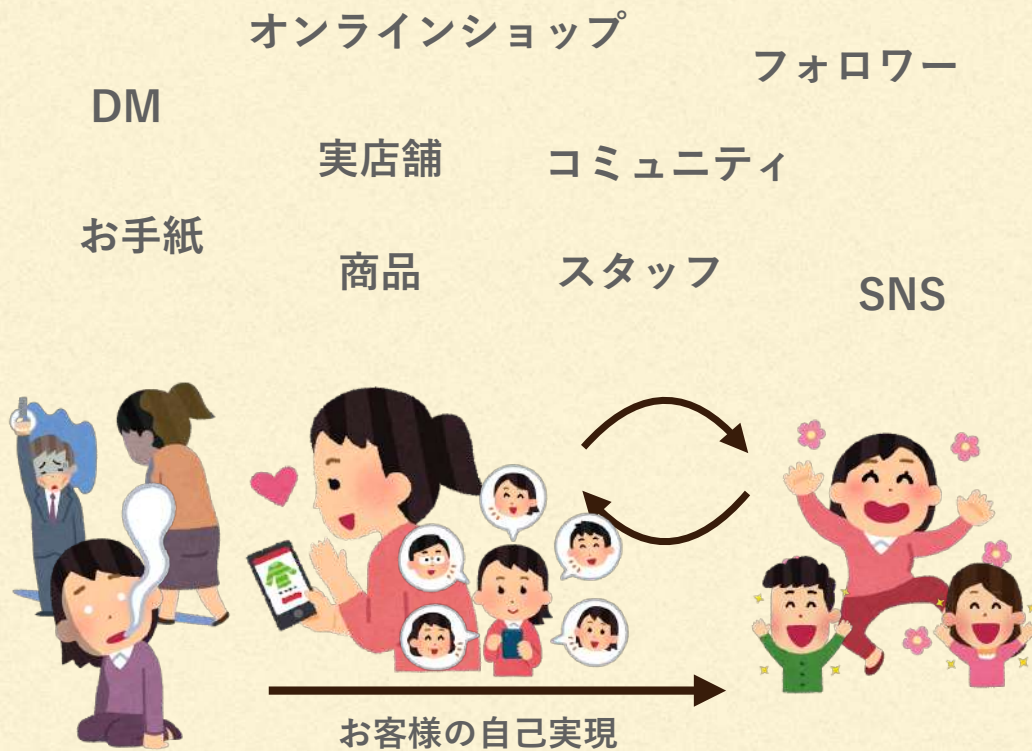 オンラインショップ
フォロワー
DM
実店舗
コミュニティ
お手紙
商品
スタッフ
SNS
お客様の自己実現